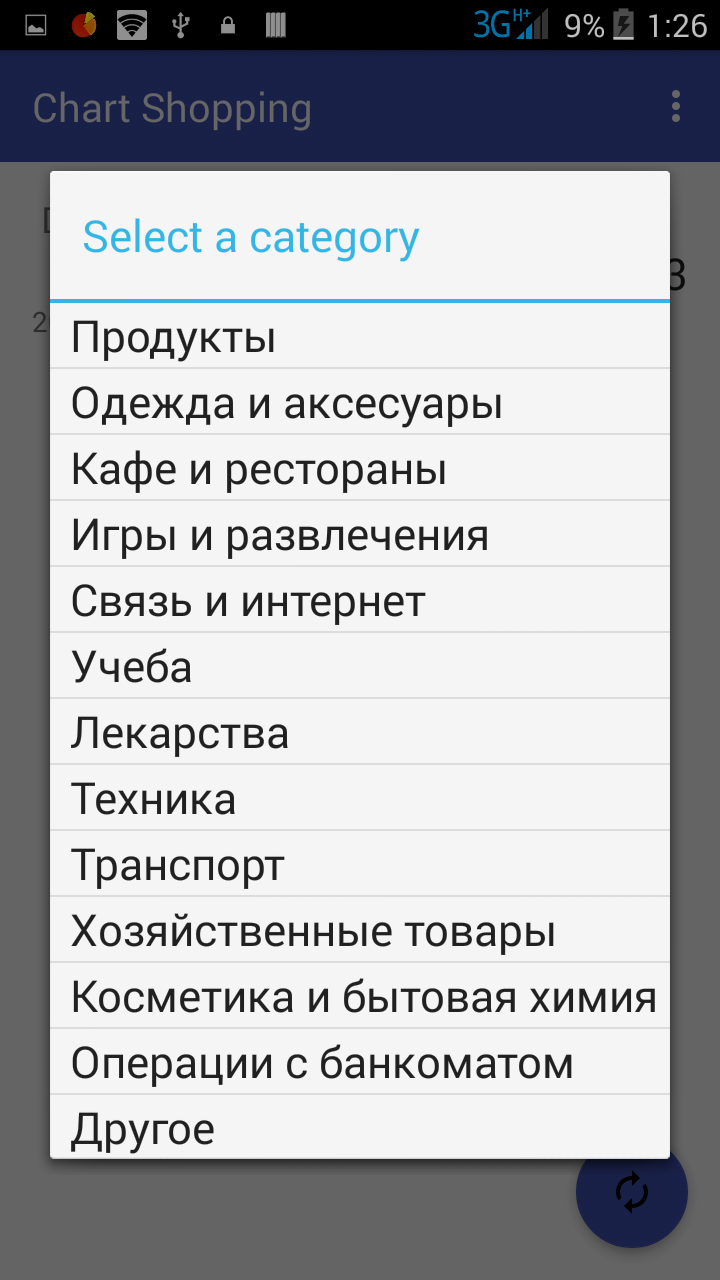 3G H+ 9% 1:26
Chart Shopping
Select a category
3
Продукты
Одежда и аксесуары
Кафе и рестораны
Игры и развлечения
Связь и интернет
Учеба
Лекарства
Техника
Транспорт
Хозяйственные товары
Косметика и бытовая химия
Операции с банкоматом
Другое